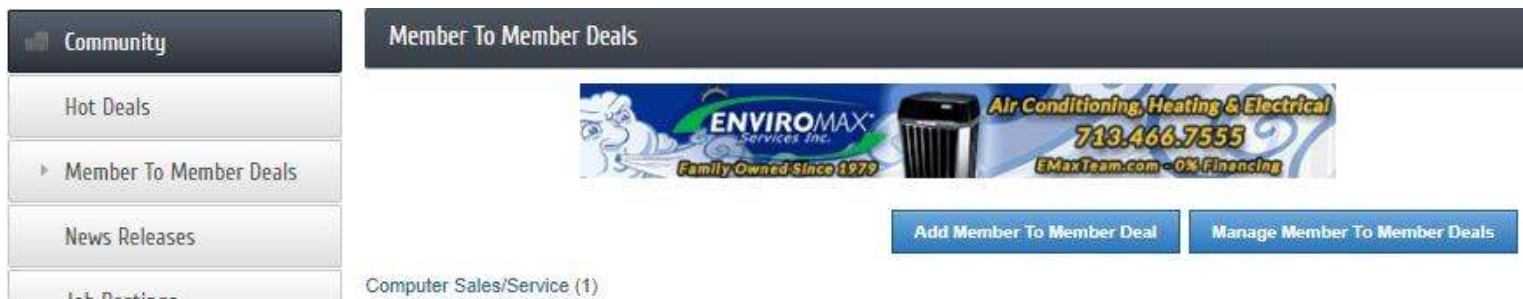 Community
Member To Member Deals
Hot Deals
Member To Member Deals
News Releases
Job Postings
ENVIROMAX
Services Inc.
Family Owned Since 1979
Air Conditioning, Heating & Electrical
713.466.7555
EMaxTeam.com - 0% Financing
Add Member To Member Deal
Manage Member To Member Deals
Computer Sales/Service (1)